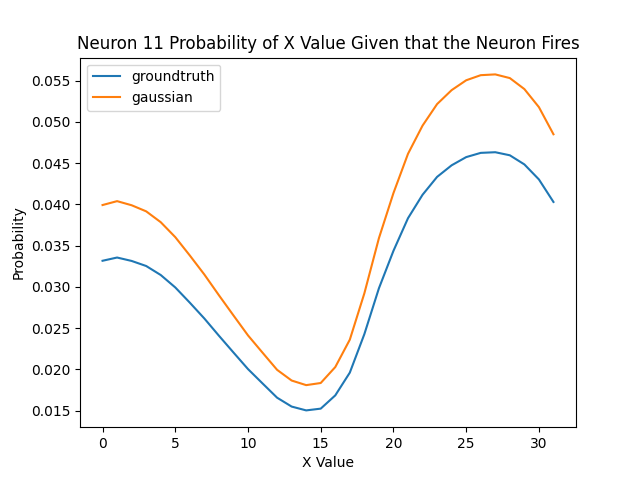 Neuron 11 Probability of X Value Given that the Neuron Fires
groundtruth
gaussian
Probability
0.055
0.050
0.045
0.040
0.035
0.030
0.025
0.020
0.015
0 5 10 15 20 25 30
X Value